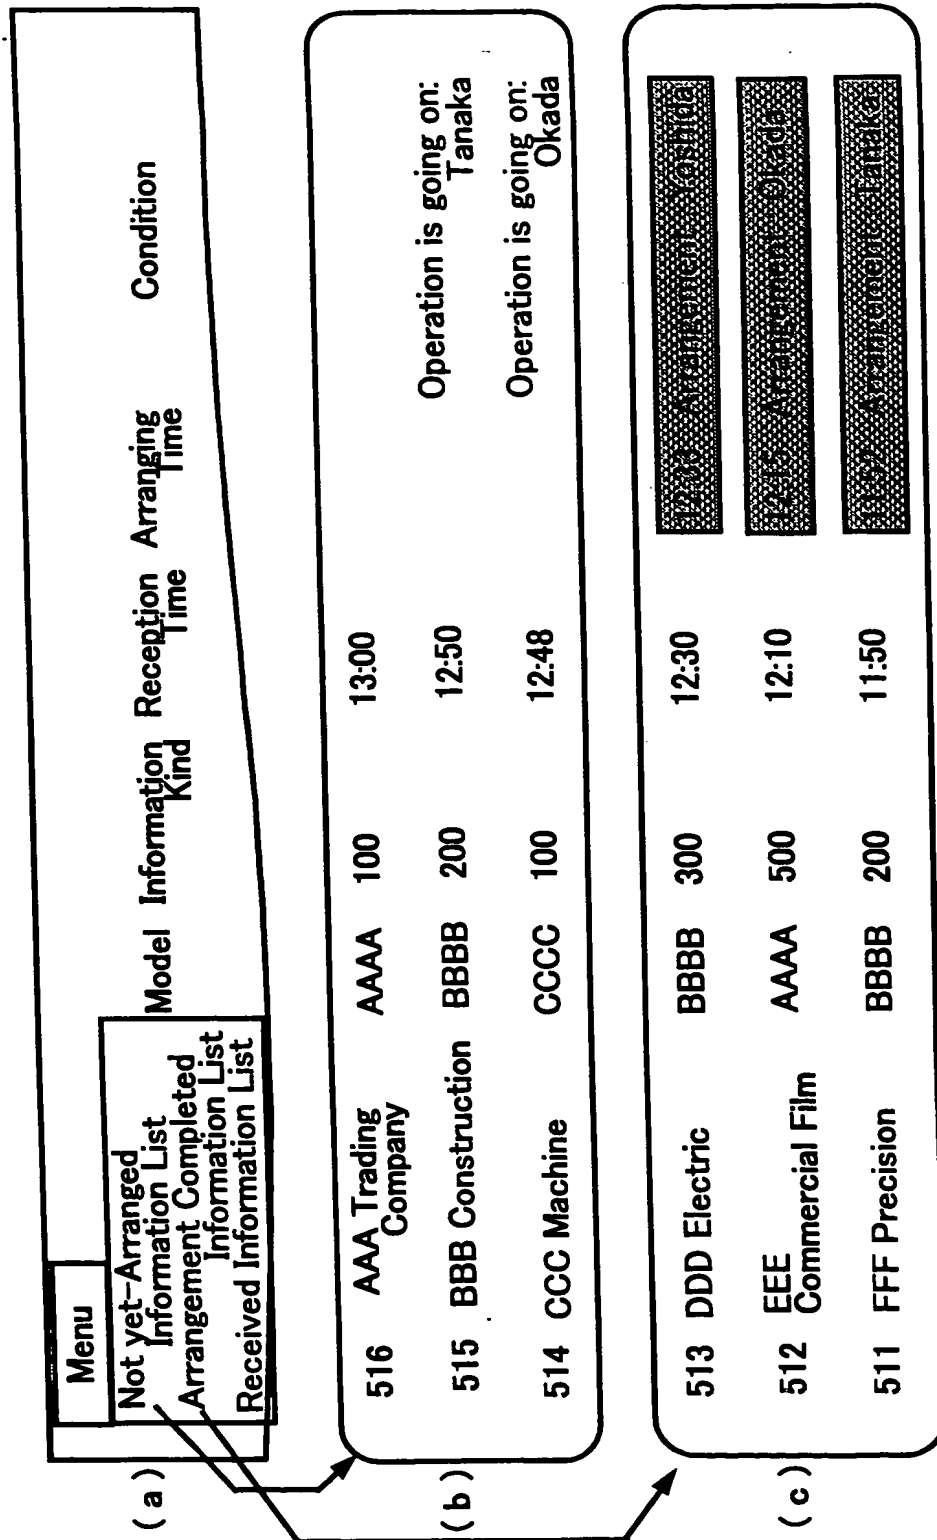 (a)
Menu
Not yet-Arranged
Information List
Arrangement Completed
Information List
Received Information List
Model Information Kind Reception Time Arranging Time Condition
(b)
516 AAA Trading Company AAAA 100 13:00
515 BBB Construction BBBB 200 12:50 Operation is going on: Tanaka
514 CCC Machine CCCC 100 12:48 Operation is going on: Okada
(c)
513 DDD Electric BBBB 300 12:30 Arrangement Yoshida
512 EEE Commercial Film AAAA 500 12:10 12:15 Arrangement Okada
511 FFF Precision BBBB 200 11:50 Arrangement Tanaka